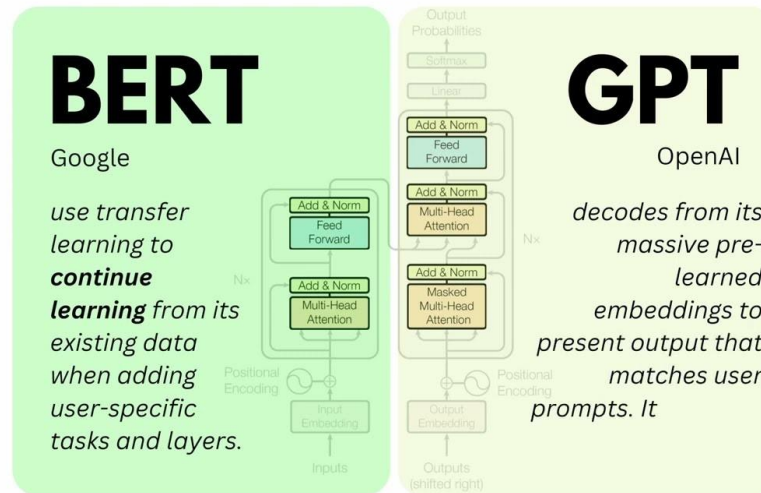 BERT
Google
use transfer
learning to
continue
learning from its
existing data
when adding
user-specific
tasks and layers.
Add & Norm
Feed
Forward
Add & Norm
Multi-Head
Attention
Nx
Positional
Encoding
Input
Embedding
Inputs
Output
Probabilities
Softmax
Linear
Add & Norm
Feed
Forward
Add & Norm
Multi-Head
Attention
Add & Norm
Masked
Multi-Head
Attention
Nx
Positional
Encoding
Output
Embedding
Outputs
(shifted right)
GPT
OpenAI
decodes from its
massive pre-
learned
embeddings to
present output that
matches user
prompts. It